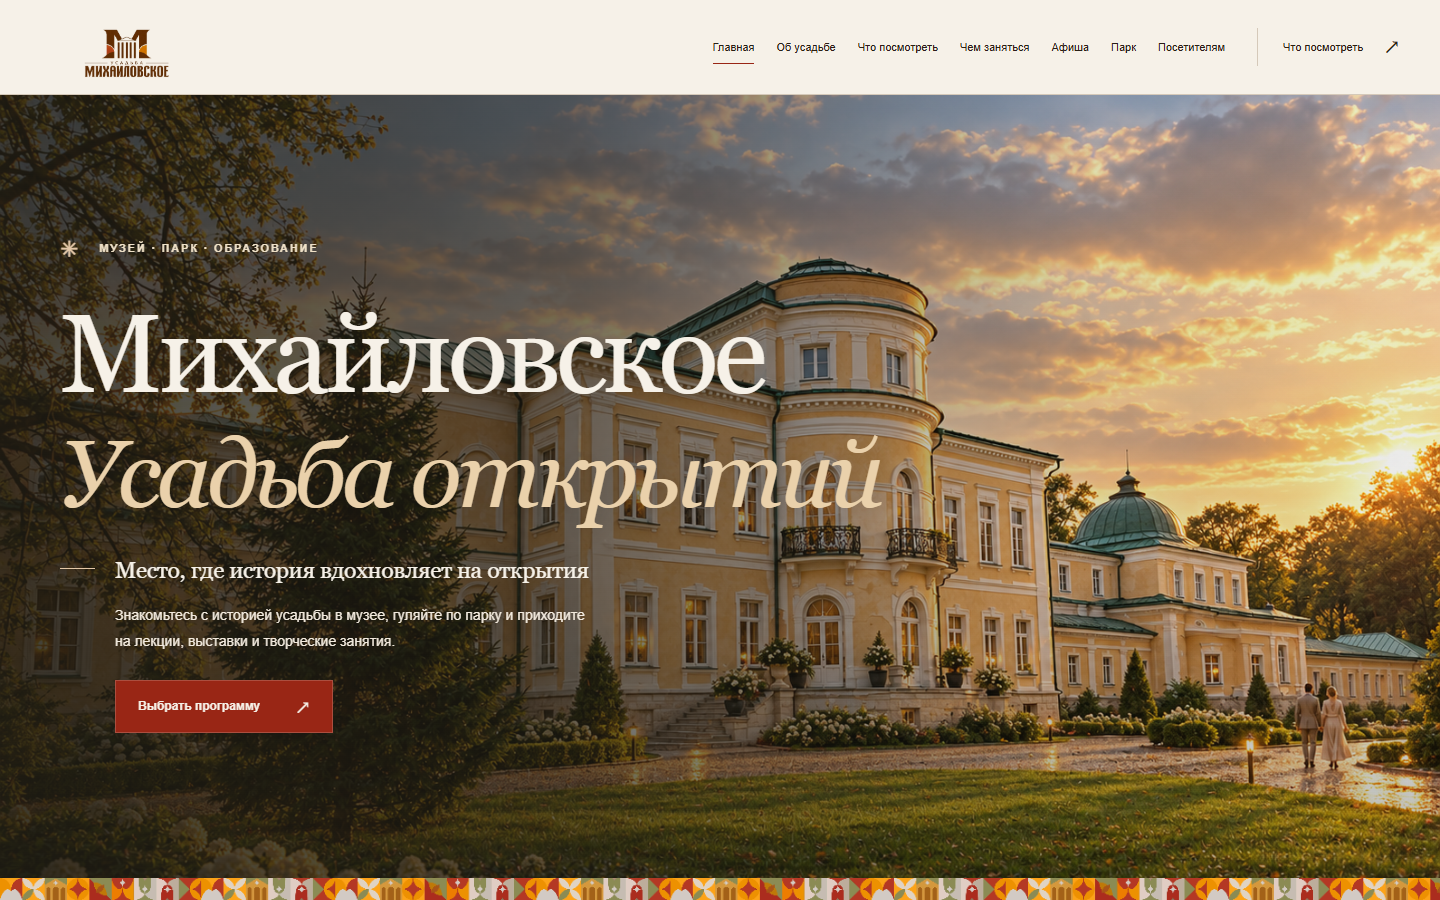 УСАДЬБА
МИХАЙЛОВСКОЕ
Главная
Об усадьбе
Что посмотреть
Чем заняться
Афиша
Парк
Посетителям
Что посмотреть
МУЗЕЙ · ПАРК · ОБРАЗОВАНИЕ
Михайловское
Усадьба открытий
Место, где история вдохновляет на открытия
Знакомьтесь с историей усадьбы в музее, гуляйте по парку и приходите
на лекции, выставки и творческие занятия.
Выбрать программу